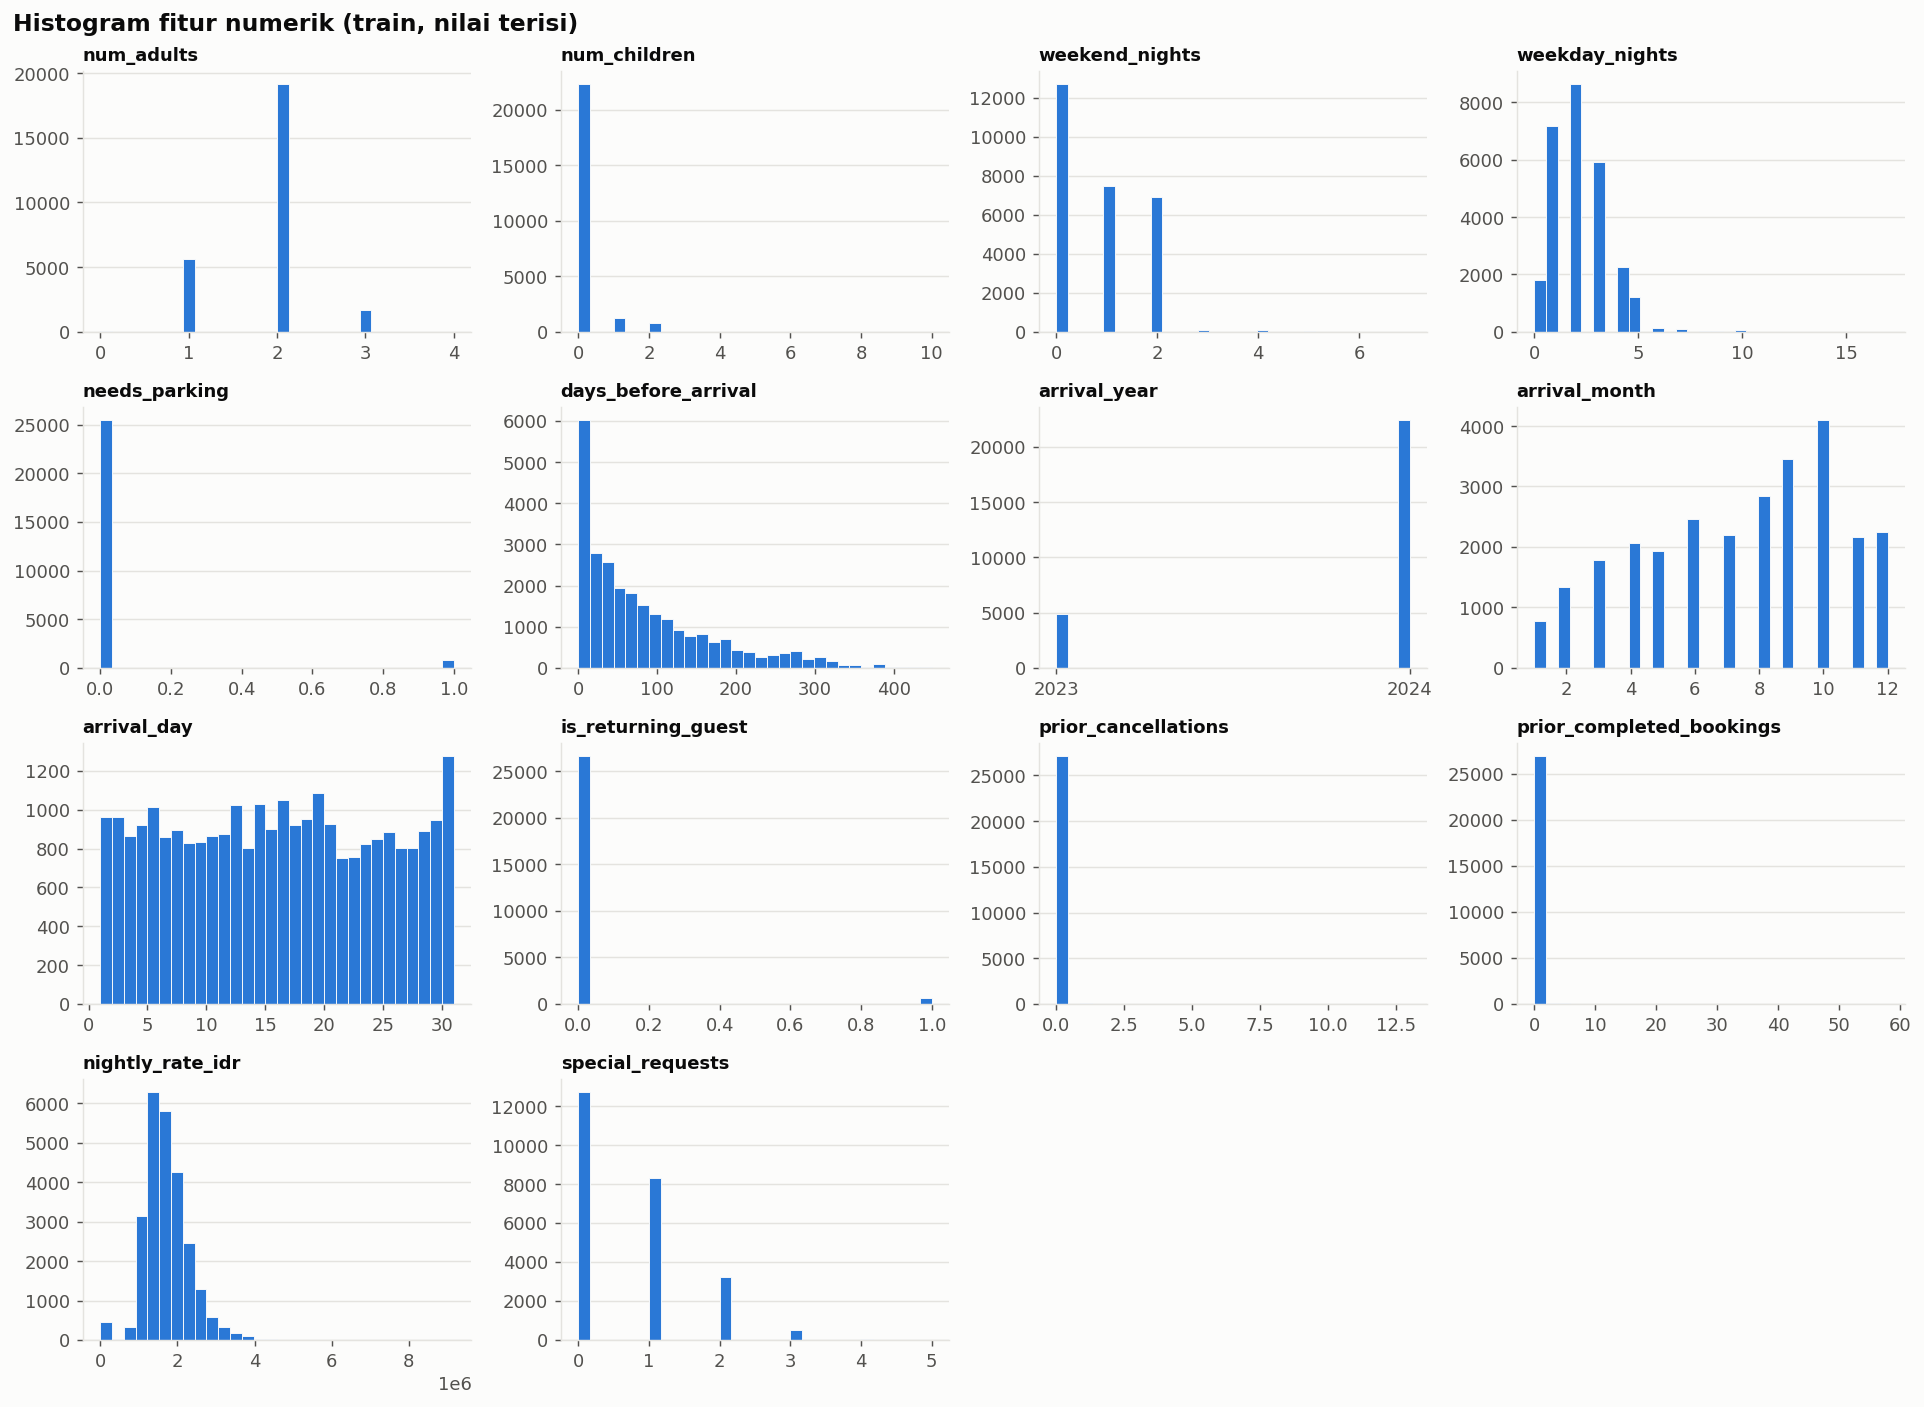 Histogram fitur numerik (train, nilai terisi)
num_adults
20000
15000
10000
5000
0
0 1 2 3 4
num_children
20000
15000
10000
5000
0
0 2 4 6 8 10
weekend_nights
12000
10000
8000
6000
4000
2000
0
0 2 4 6
weekday_nights
8000
6000
4000
2000
0
0 5 10 15
needs_parking
25000
20000
15000
10000
5000
0
0.0 0.2 0.4 0.6 0.8 1.0
days_before_arrival
6000
5000
4000
3000
2000
1000
0
0 100 200 300 400
arrival_year
20000
15000
10000
5000
0
2023 2024
arrival_month
4000
3000
2000
1000
0
2 4 6 8 10 12
arrival_day
1200
1000
800
600
400
200
0
0 5 10 15 20 25 30
is_returning_guest
25000
20000
15000
10000
5000
0
0.0 0.2 0.4 0.6 0.8 1.0
prior_cancellations
25000
20000
15000
10000
5000
0
0.0 2.5 5.0 7.5 10.0 12.5
prior_completed_bookings
25000
20000
15000
10000
5000
0
0 10 20 30 40 50 60
nightly_rate_idr
6000
5000
4000
3000
2000
1000
0
0 2 4 6 8
1e6
special_requests
12000
10000
8000
6000
4000
2000
0
0 1 2 3 4 5